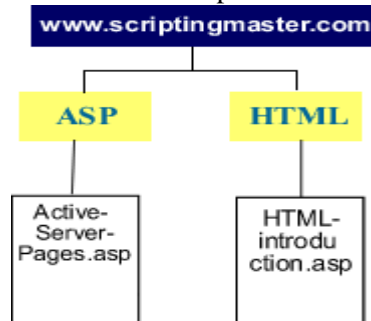 www.scriptingmaster.com
ASP HTML
Active-
Server-
Pages.asp
HTML-
introdu
ction.asp